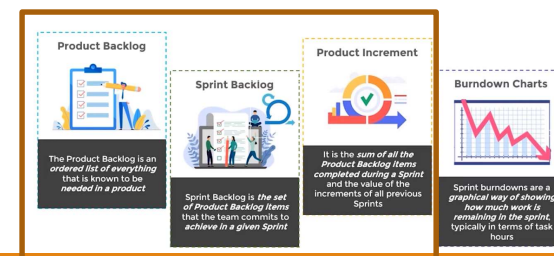 Product Backlog
The Product Backlog is an
ordered list of everything
that is known to be
needed in a product
Sprint Backlog
Sprint Backlog is the set
of Product Backlog items
that the team commits to
achieve in a given Sprint
Product Increment
It is the sum of all the
Product Backlog items
completed during a Sprint
and the value of the
increments of all previous
Sprints
Burndown Charts
Sprint burndowns are a
graphical way of showing
how much work is
remaining in the sprint,
typically in terms of task
hours